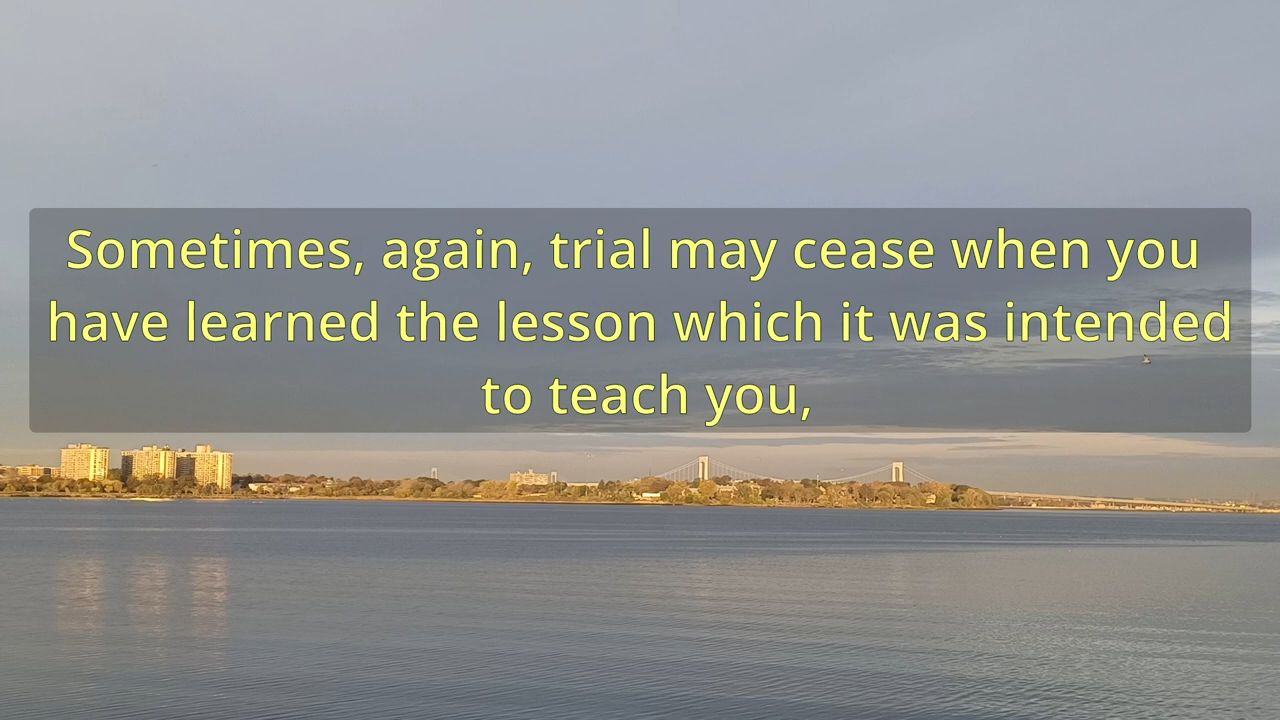 Sometimes, again, trial may cease when you
have learned the lesson which it was intended
to teach you,